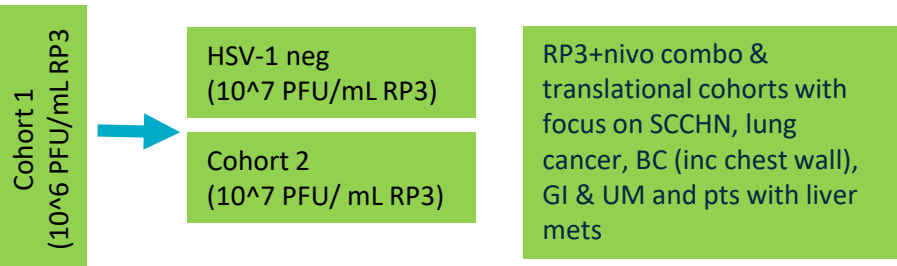 Cohort 1
(10^6 PFU/mL RP3
HSV-1 neg
(10^7 PFU/mL RP3)
Cohort 2
(10^7 PFU/ mL RP3)
RP3+nivo combo &
translational cohorts with
focus on SCCHN, lung
cancer, BC (inc chest wall),
GI & UM and pts with liver
mets